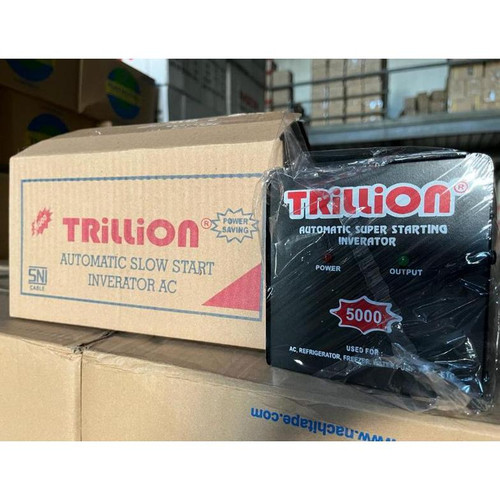 TRiLLiON®
POWER
SAVING
AUTOMATIC SLOW START
INVERATOR AC
SNI
CABLE
TRiLLiON®
AUTOMATIC SUPER STARTING
INVERATOR
POWER
OUTPUT
5000
USED FOR :
AC, REFRIGERATOR, FREEZER,
www.nachitape.com